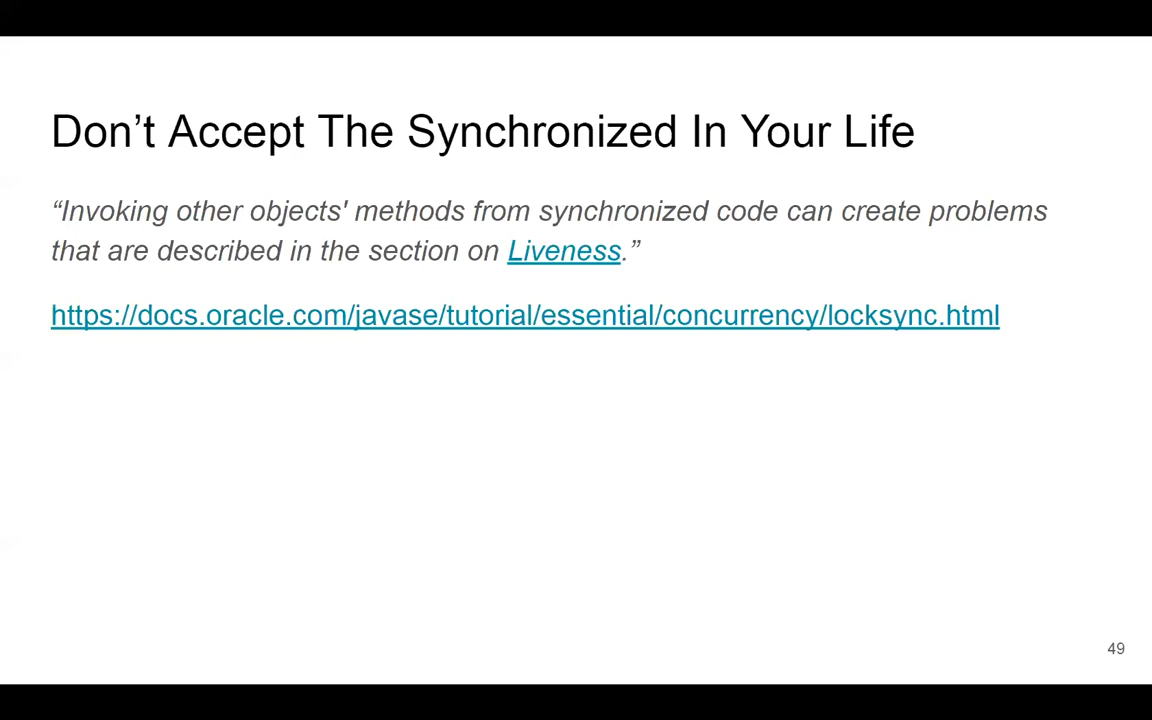 Don’t Accept The Synchronized In Your Life
“Invoking other objects' methods from synchronized code can create problems
that are described in the section on Liveness.”
https://docs.oracle.com/javase/tutorial/essential/concurrency/locksync.html
49